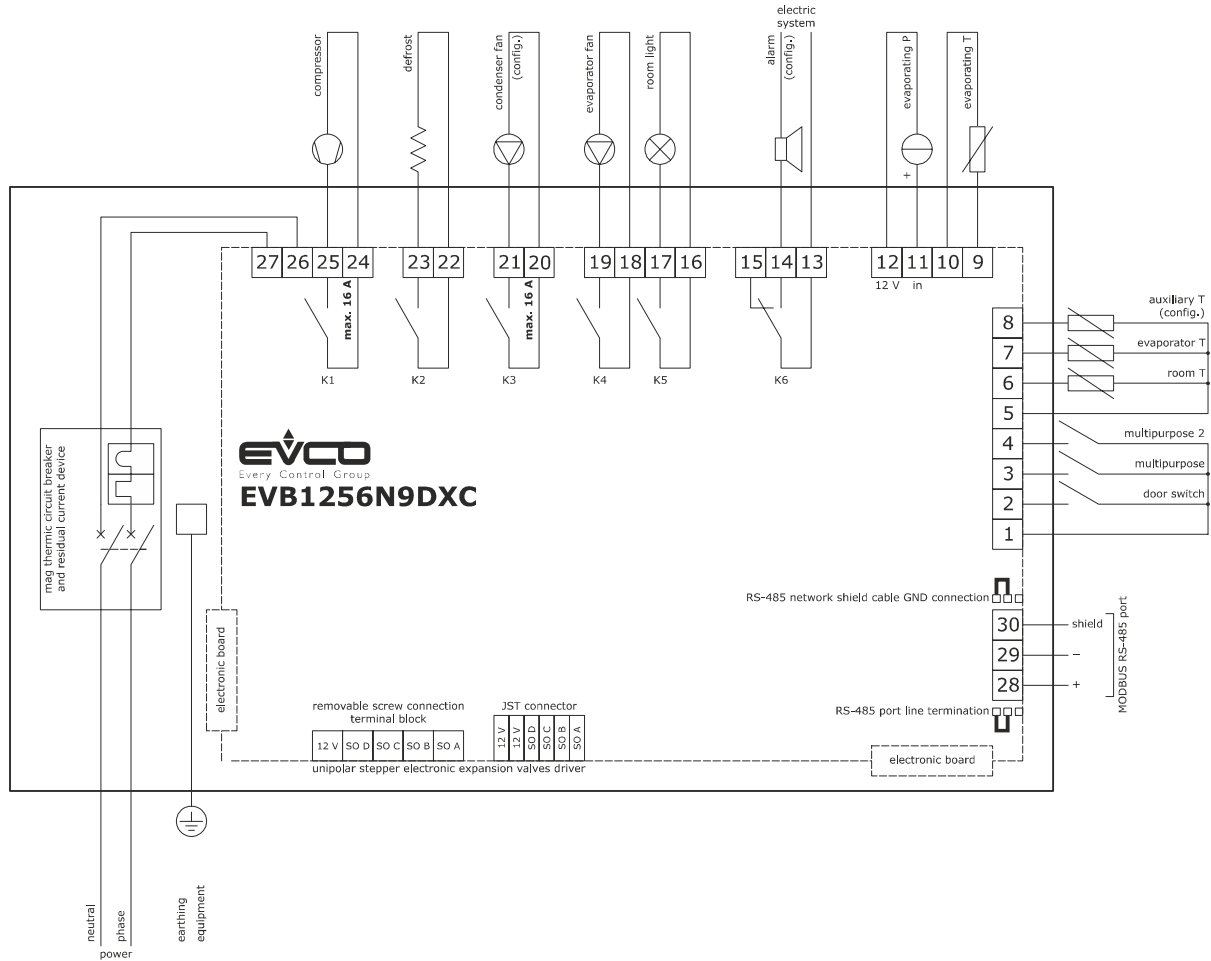 electric
system
compressor
defrost
condenser fan
(config.)
evaporator fan
room light
alarm
(config.)
evaporating P
evaporating T
+
27 26 25 24 23 22 21 20 19 18 17 16 15 14 13 12 11 10 9
12 V in
max. 16 A
max. 16 A
K1 K2 K3 K4 K5 K6
8
auxiliary T
(config.)
7
evaporator T
6
room T
5
4
multipurpose 2
3
multipurpose
2
door switch
1
mag thermic circuit breaker
and residual current device
EVCO
Every Control Group
EVB1256N9DXC
RS-485 network shield cable GND connection
30
shield
29
−
28
+
MODBUS RS-485 port
RS-485 port line termination
electronic board
removable screw connection
terminal block
12 V SO D SO C SO B SO A
JST connector
12 V
12 V
SO D
SO C
SO B
SO A
unipolar stepper electronic expansion valves driver
electronic board
neutral
phase
power
earthing
equipment